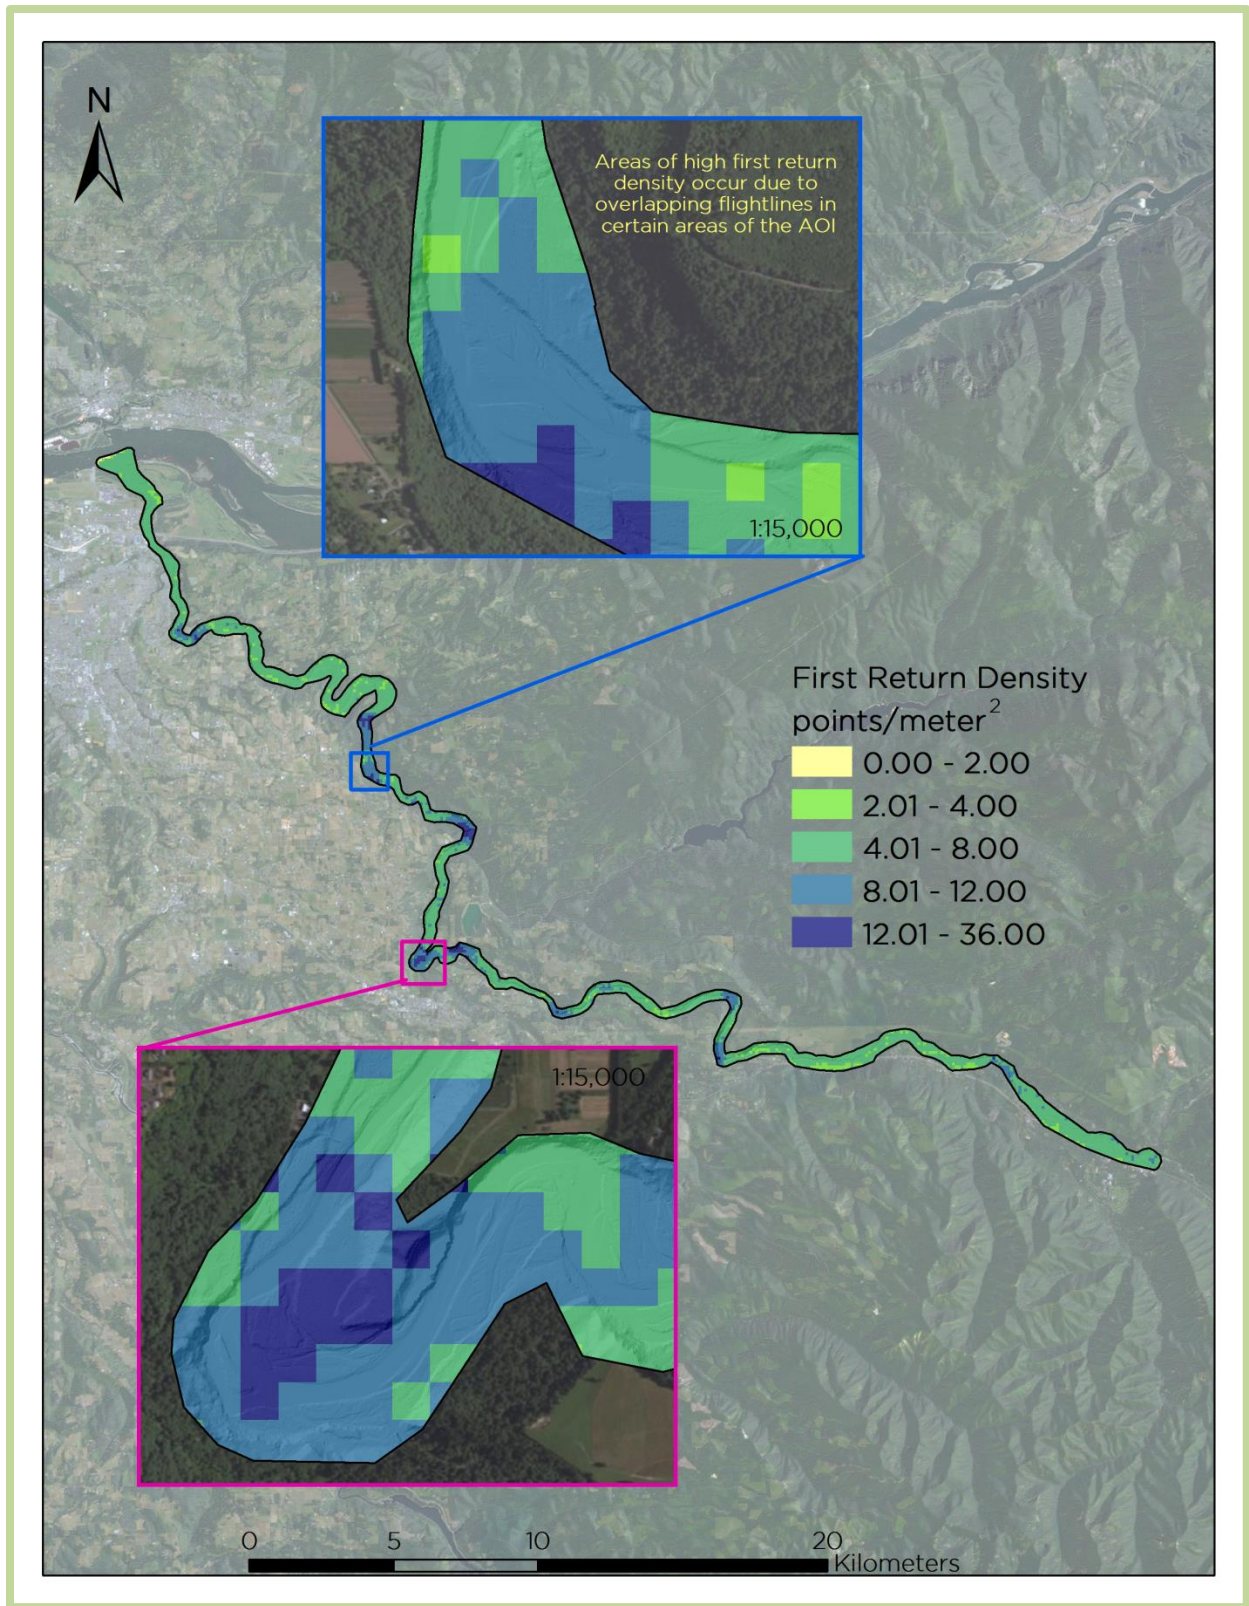 N
Areas of high first return
density occur due to
overlapping flightlines in
certain areas of the AOI
1:15,000
First Return Density
points/meter²
0.00 - 2.00
2.01 - 4.00
4.01 - 8.00
8.01 - 12.00
12.01 - 36.00
1:15,000
0 5 10 20
Kilometers